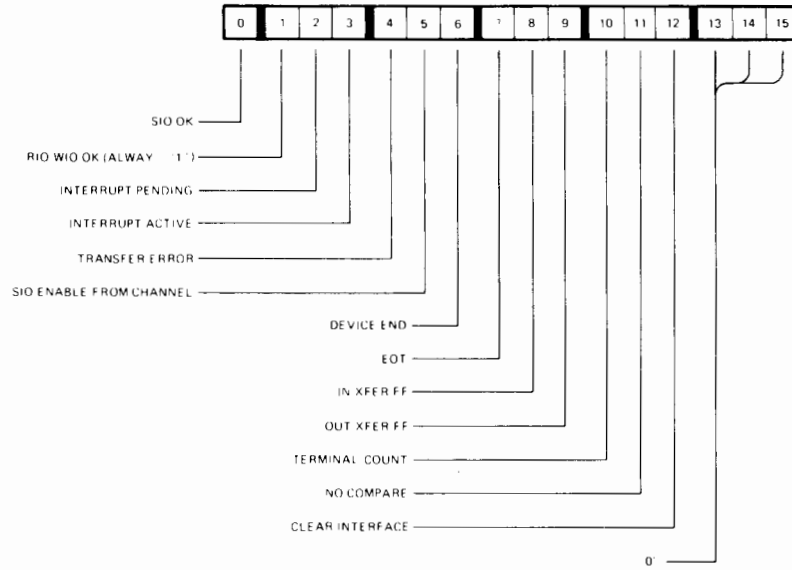 0 1 2 3 4 5 6 7 8 9 10 11 12 13 14 15
SIO OK
RIO WIO OK (ALWAY "1")
INTERRUPT PENDING
INTERRUPT ACTIVE
TRANSFER ERROR
SIO ENABLE FROM CHANNEL
DEVICE END
EOT
IN XFER FF
OUT XFER FF
TERMINAL COUNT
NO COMPARE
CLEAR INTERFACE
0'